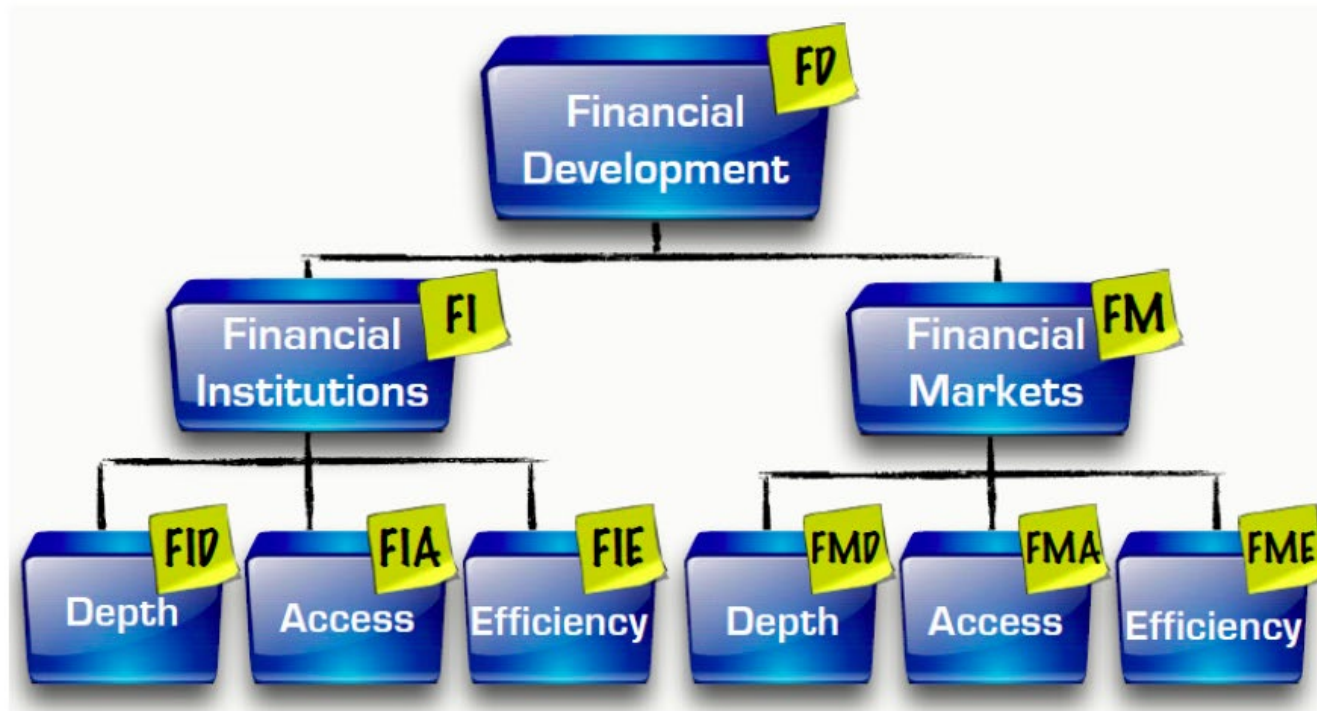 FD
Financial
Development
FI
Financial
Institutions
FM
Financial
Markets
FID
Depth
FIA
Access
FIE
Efficiency
FMD
Depth
FMA
Access
FME
Efficiency